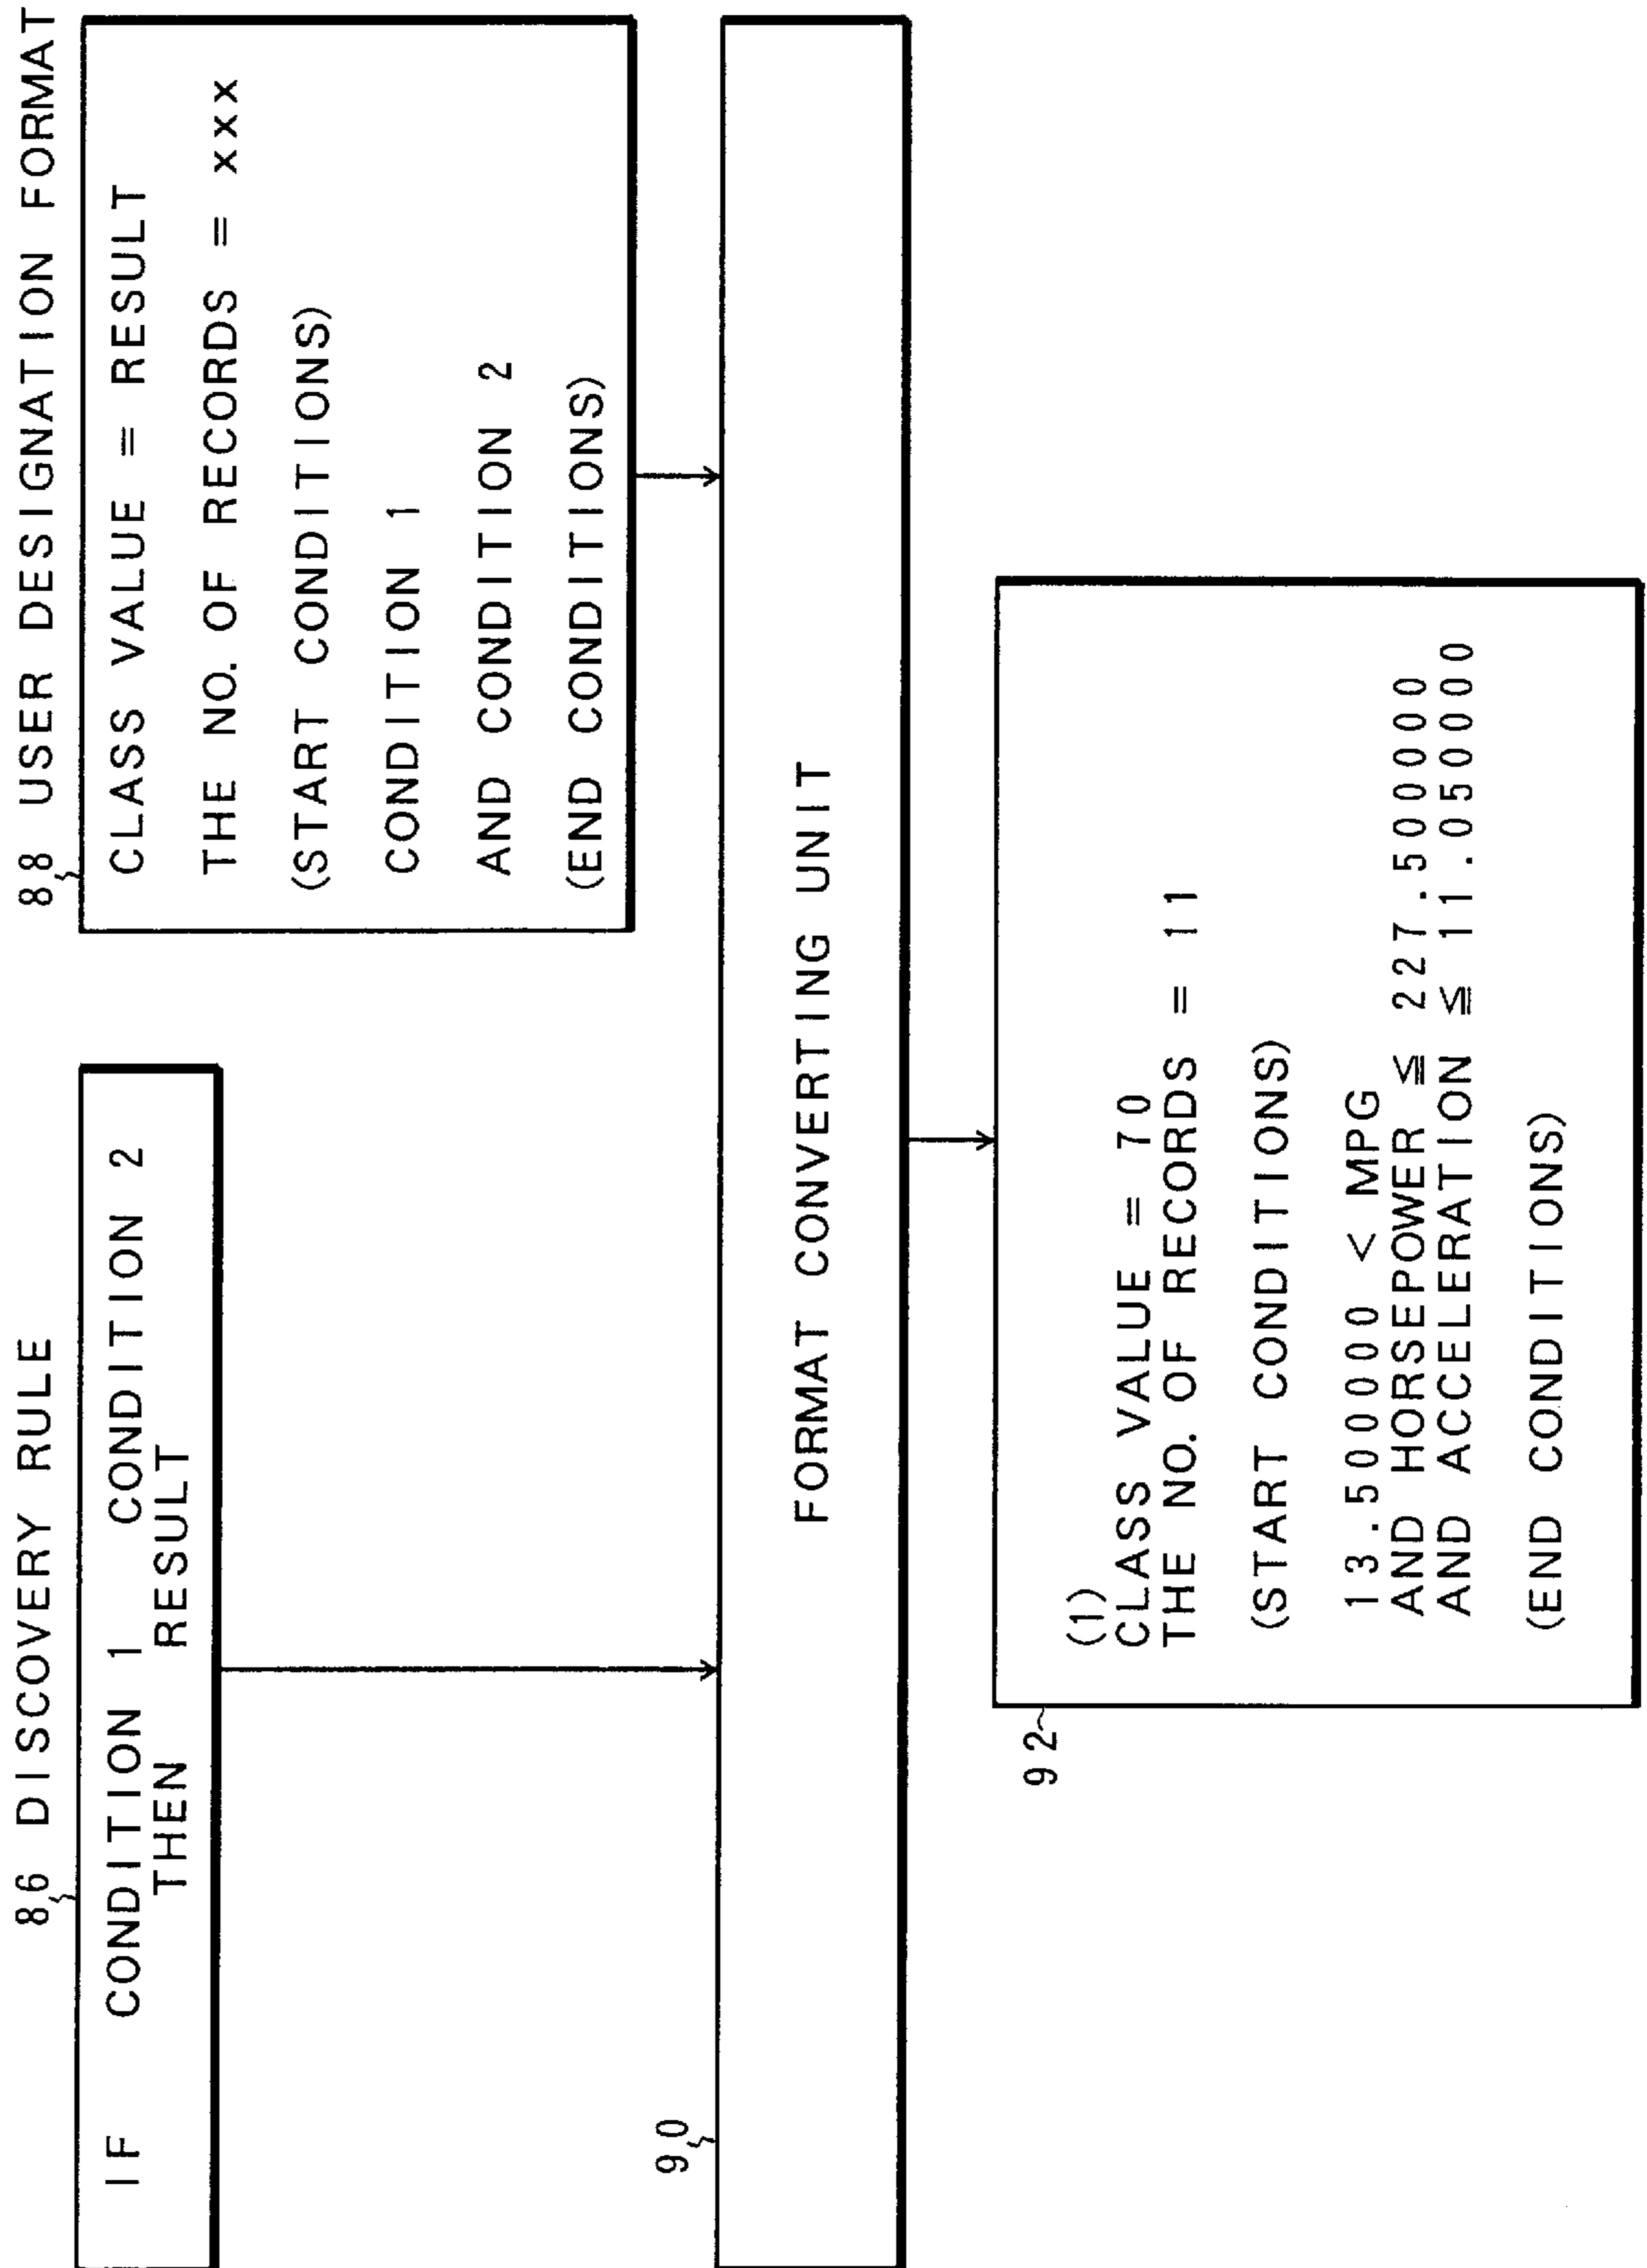 86 DISCOVERY RULE
IF CONDITION 1 CONDITION 2
THEN RESULT
88 USER DESIGNATION FORMAT
CLASS VALUE = RESULT
THE NO. OF RECORDS = xxx
(START CONDITIONS)
CONDITION 1
AND CONDITION 2
(END CONDITIONS)
90
FORMAT CONVERTING UNIT
92
(1)
CLASS VALUE = 70
THE NO. OF RECORDS = 11
(START CONDITIONS)
13.500000 < MPG
AND HORSEPOWER ≦ 227.500000
AND ACCELERATION ≦ 11.050000
(END CONDITIONS)